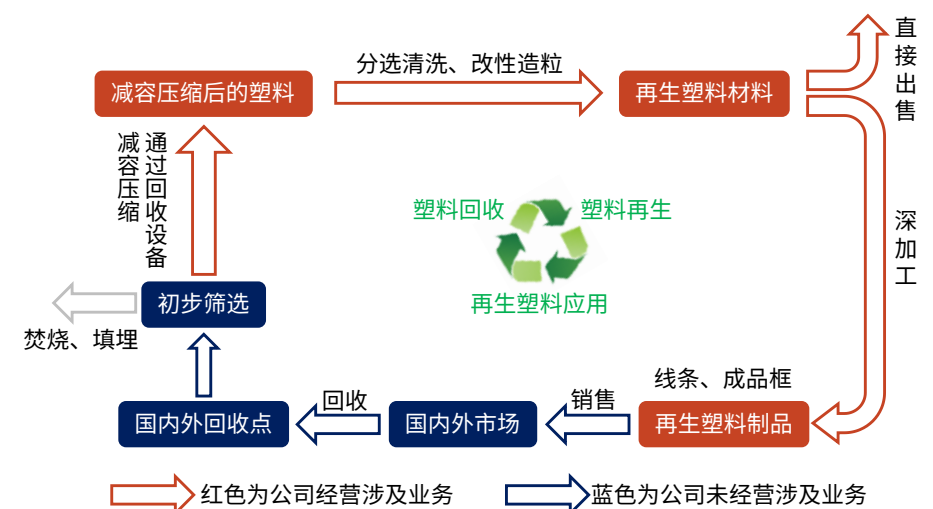 减容压缩后的塑料
分选清洗、改性造粒
再生塑料材料
直接出售
通过回收设备
减容压缩
塑料回收
塑料再生
再生塑料应用
深加工
初步筛选
焚烧、填埋
国内外回收点
回收
国内外市场
销售
线条、成品框
再生塑料制品
红色为公司经营涉及业务
蓝色为公司未经营涉及业务